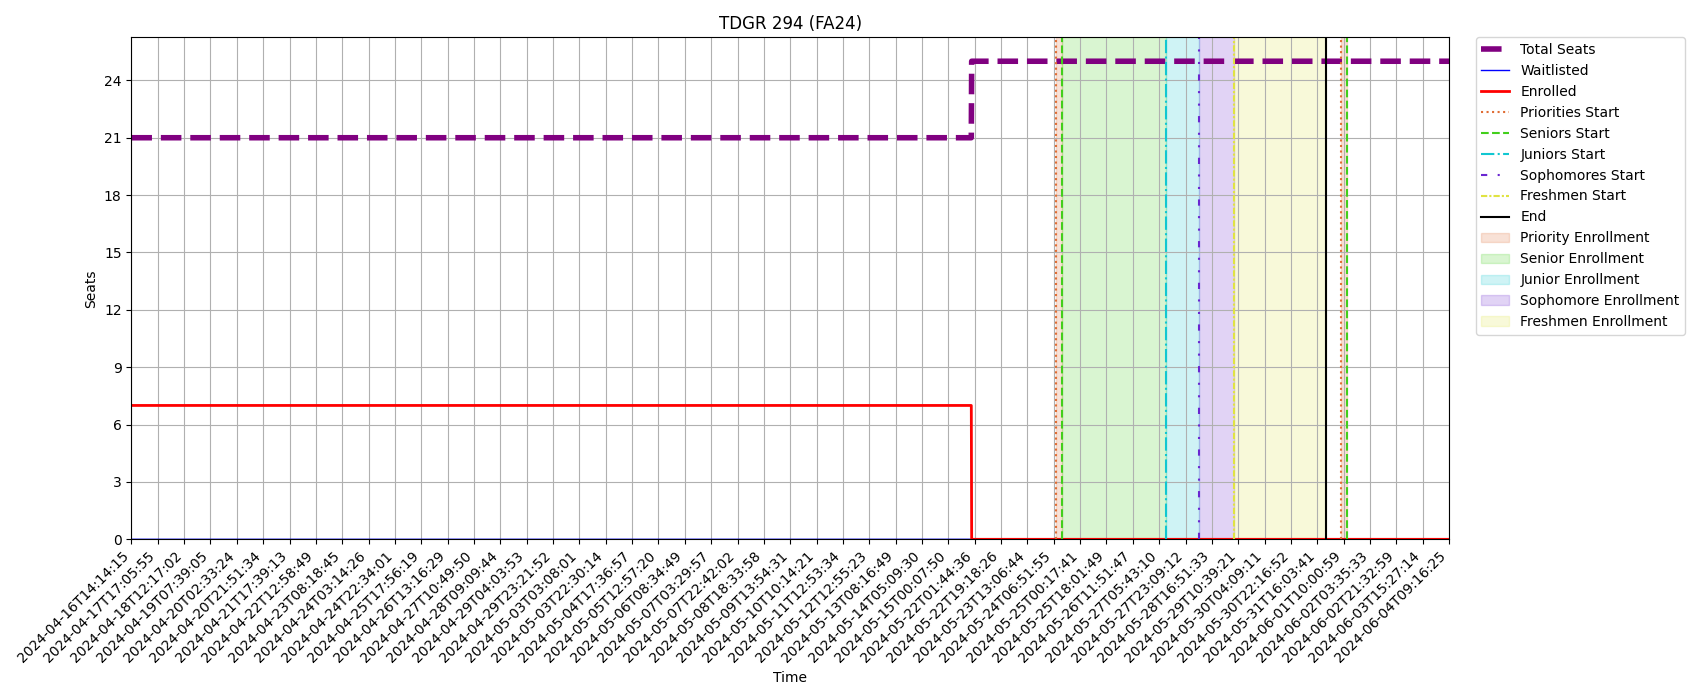 TDGR 294 (FA24)
Seats
24
21
18
15
12
9
6
3
0
2024-04-16T14:14:15
2024-04-17T17:05:55
2024-04-18T12:17:02
2024-04-19T07:39:05
2024-04-20T02:33:24
2024-04-20T21:51:34
2024-04-21T17:39:13
2024-04-22T12:58:49
2024-04-23T08:18:45
2024-04-24T03:14:26
2024-04-24T22:34:01
2024-04-25T17:56:19
2024-04-26T13:16:29
2024-04-27T10:49:50
2024-04-28T09:09:44
2024-04-29T04:03:53
2024-04-29T23:21:52
2024-05-03T03:08:01
2024-05-03T22:30:14
2024-05-04T17:36:57
2024-05-05T12:57:20
2024-05-06T08:34:49
2024-05-07T03:29:57
2024-05-07T22:42:02
2024-05-08T18:33:58
2024-05-09T13:54:31
2024-05-10T10:14:21
2024-05-11T12:53:34
2024-05-12T12:55:23
2024-05-13T08:16:49
2024-05-14T05:09:30
2024-05-15T00:07:50
2024-05-22T01:44:36
2024-05-22T19:18:26
2024-05-23T13:06:44
2024-05-24T06:51:55
2024-05-25T00:17:41
2024-05-25T18:01:49
2024-05-26T11:51:47
2024-05-27T05:43:10
2024-05-27T23:09:12
2024-05-28T16:51:33
2024-05-29T10:39:21
2024-05-30T04:09:11
2024-05-30T22:16:52
2024-05-31T16:03:41
2024-06-01T10:00:59
2024-06-02T03:35:33
2024-06-02T21:32:59
2024-06-03T15:27:14
2024-06-04T09:16:25
Time
Total Seats
Waitlisted
Enrolled
Priorities Start
Seniors Start
Juniors Start
Sophomores Start
Freshmen Start
End
Priority Enrollment
Senior Enrollment
Junior Enrollment
Sophomore Enrollment
Freshmen Enrollment